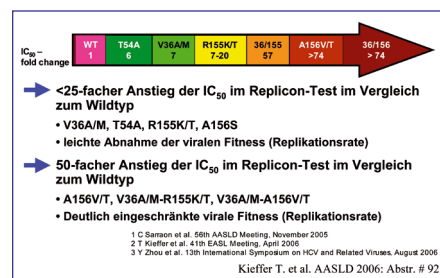 IC50 –
fold change
WT
1
T54A
6
V36A/M
7
R155K/T
7-20
36/155
57
A156V/T
>74
36/156
> 74
<25-facher Anstieg der IC50 im Replicon-Test im Vergleich
zum Wildtyp
• V36A/M, T54A, R155K/T, A156S
• leichte Abnahme der viralen Fitness (Replikationsrate)
50-facher Anstieg der IC50 im Replicon-Test im Vergleich
zum Wildtyp
• A156V/T, V36A/M-R155K/T, V36A/M-A156V/T
• Deutlich eingeschränkte virale Fitness (Replikationsrate)
1 C Sarraon et al. 56th AASLD Meeting, November 2005
2 T Kieffer et al. 41th EASL Meeting, April 2006
3 Y Zhou et al. 13th International Symposium on HCV and Related Viruses, August 2006
Kieffer T. et al. AASLD 2006: Abstr. # 92